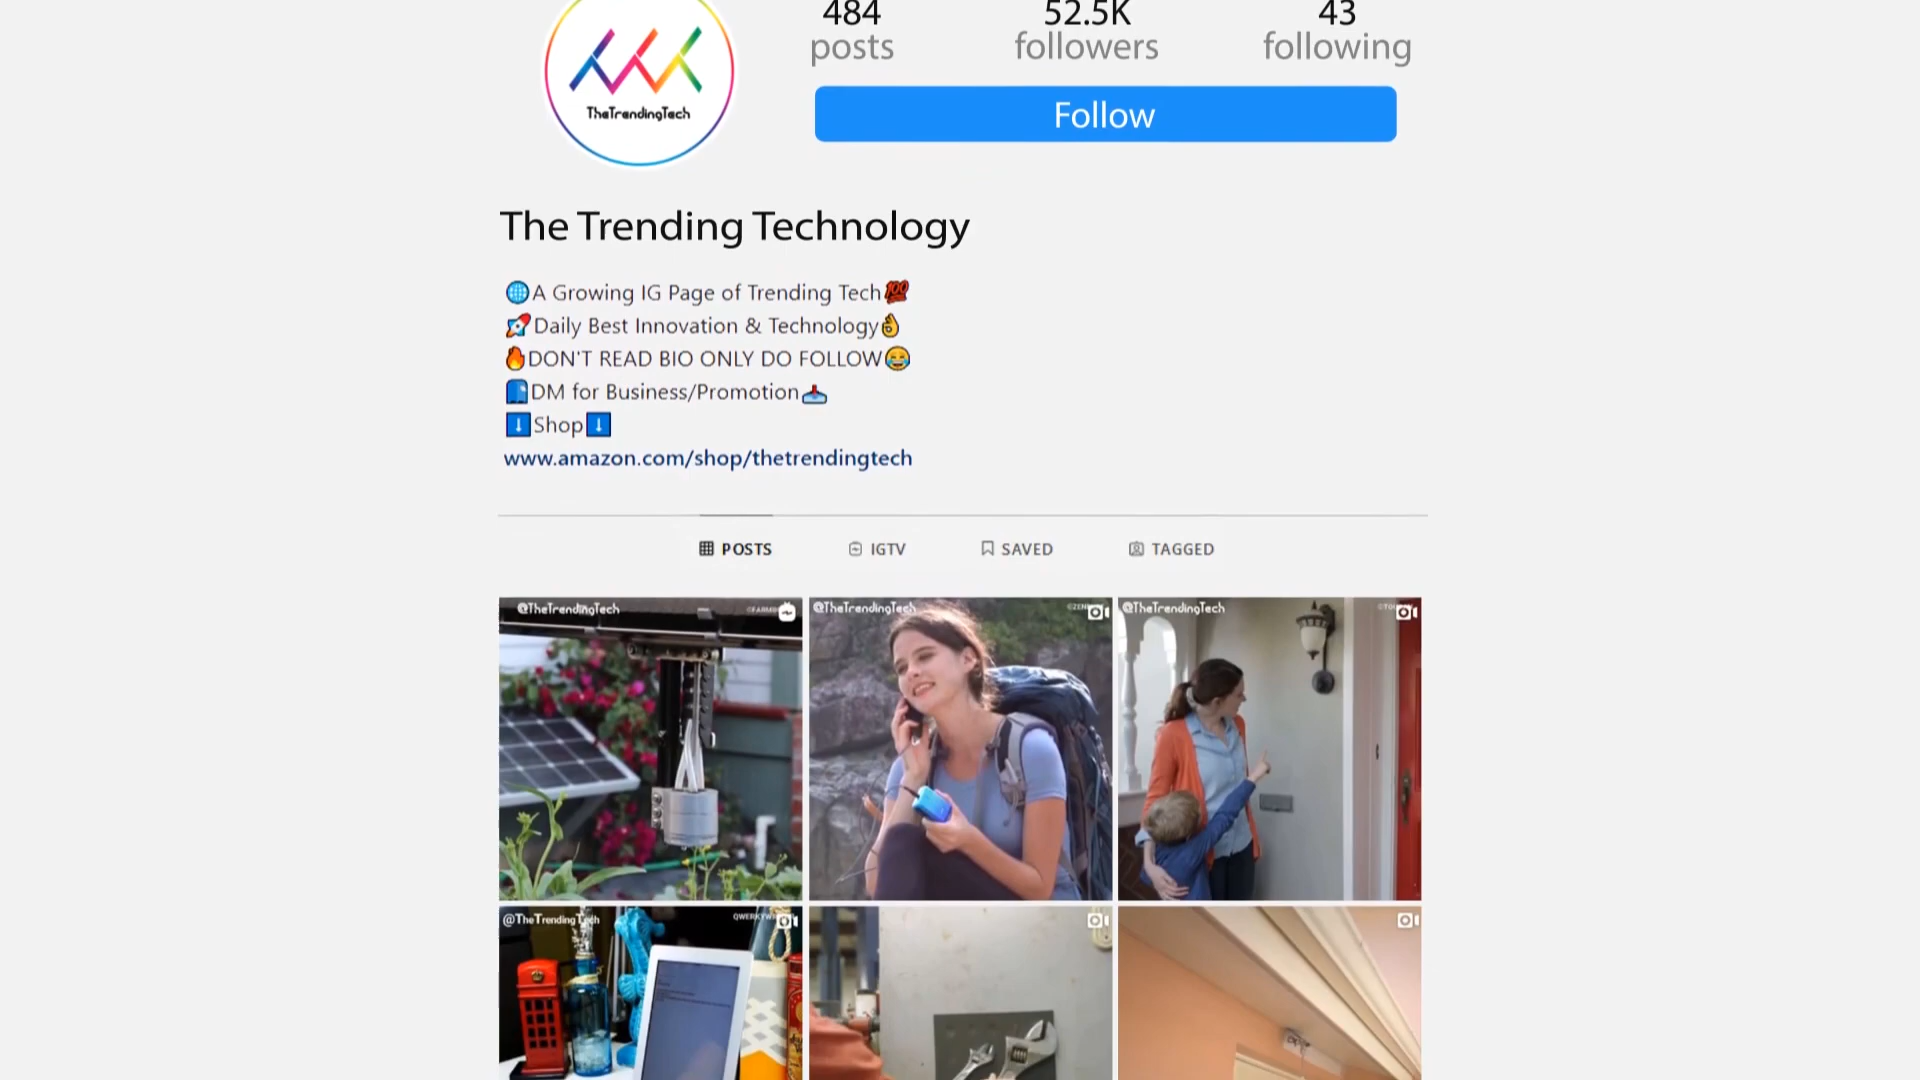 484
52.5K
43
posts
followers
following
TheTrendingTech
Follow
The Trending Technology
A Growing IG Page of Trending Tech💯
Daily Best Innovation & Technology👌
DON'T READ BIO ONLY DO FOLLOW😂
DM for Business/Promotion
Shop
www.amazon.com/shop/thetrendingtech
POSTS
IGTV
SAVED
TAGGED
@TheTrendingTech
@TheTrendingTech
@TheTrendingTech
@TheTrendingTech